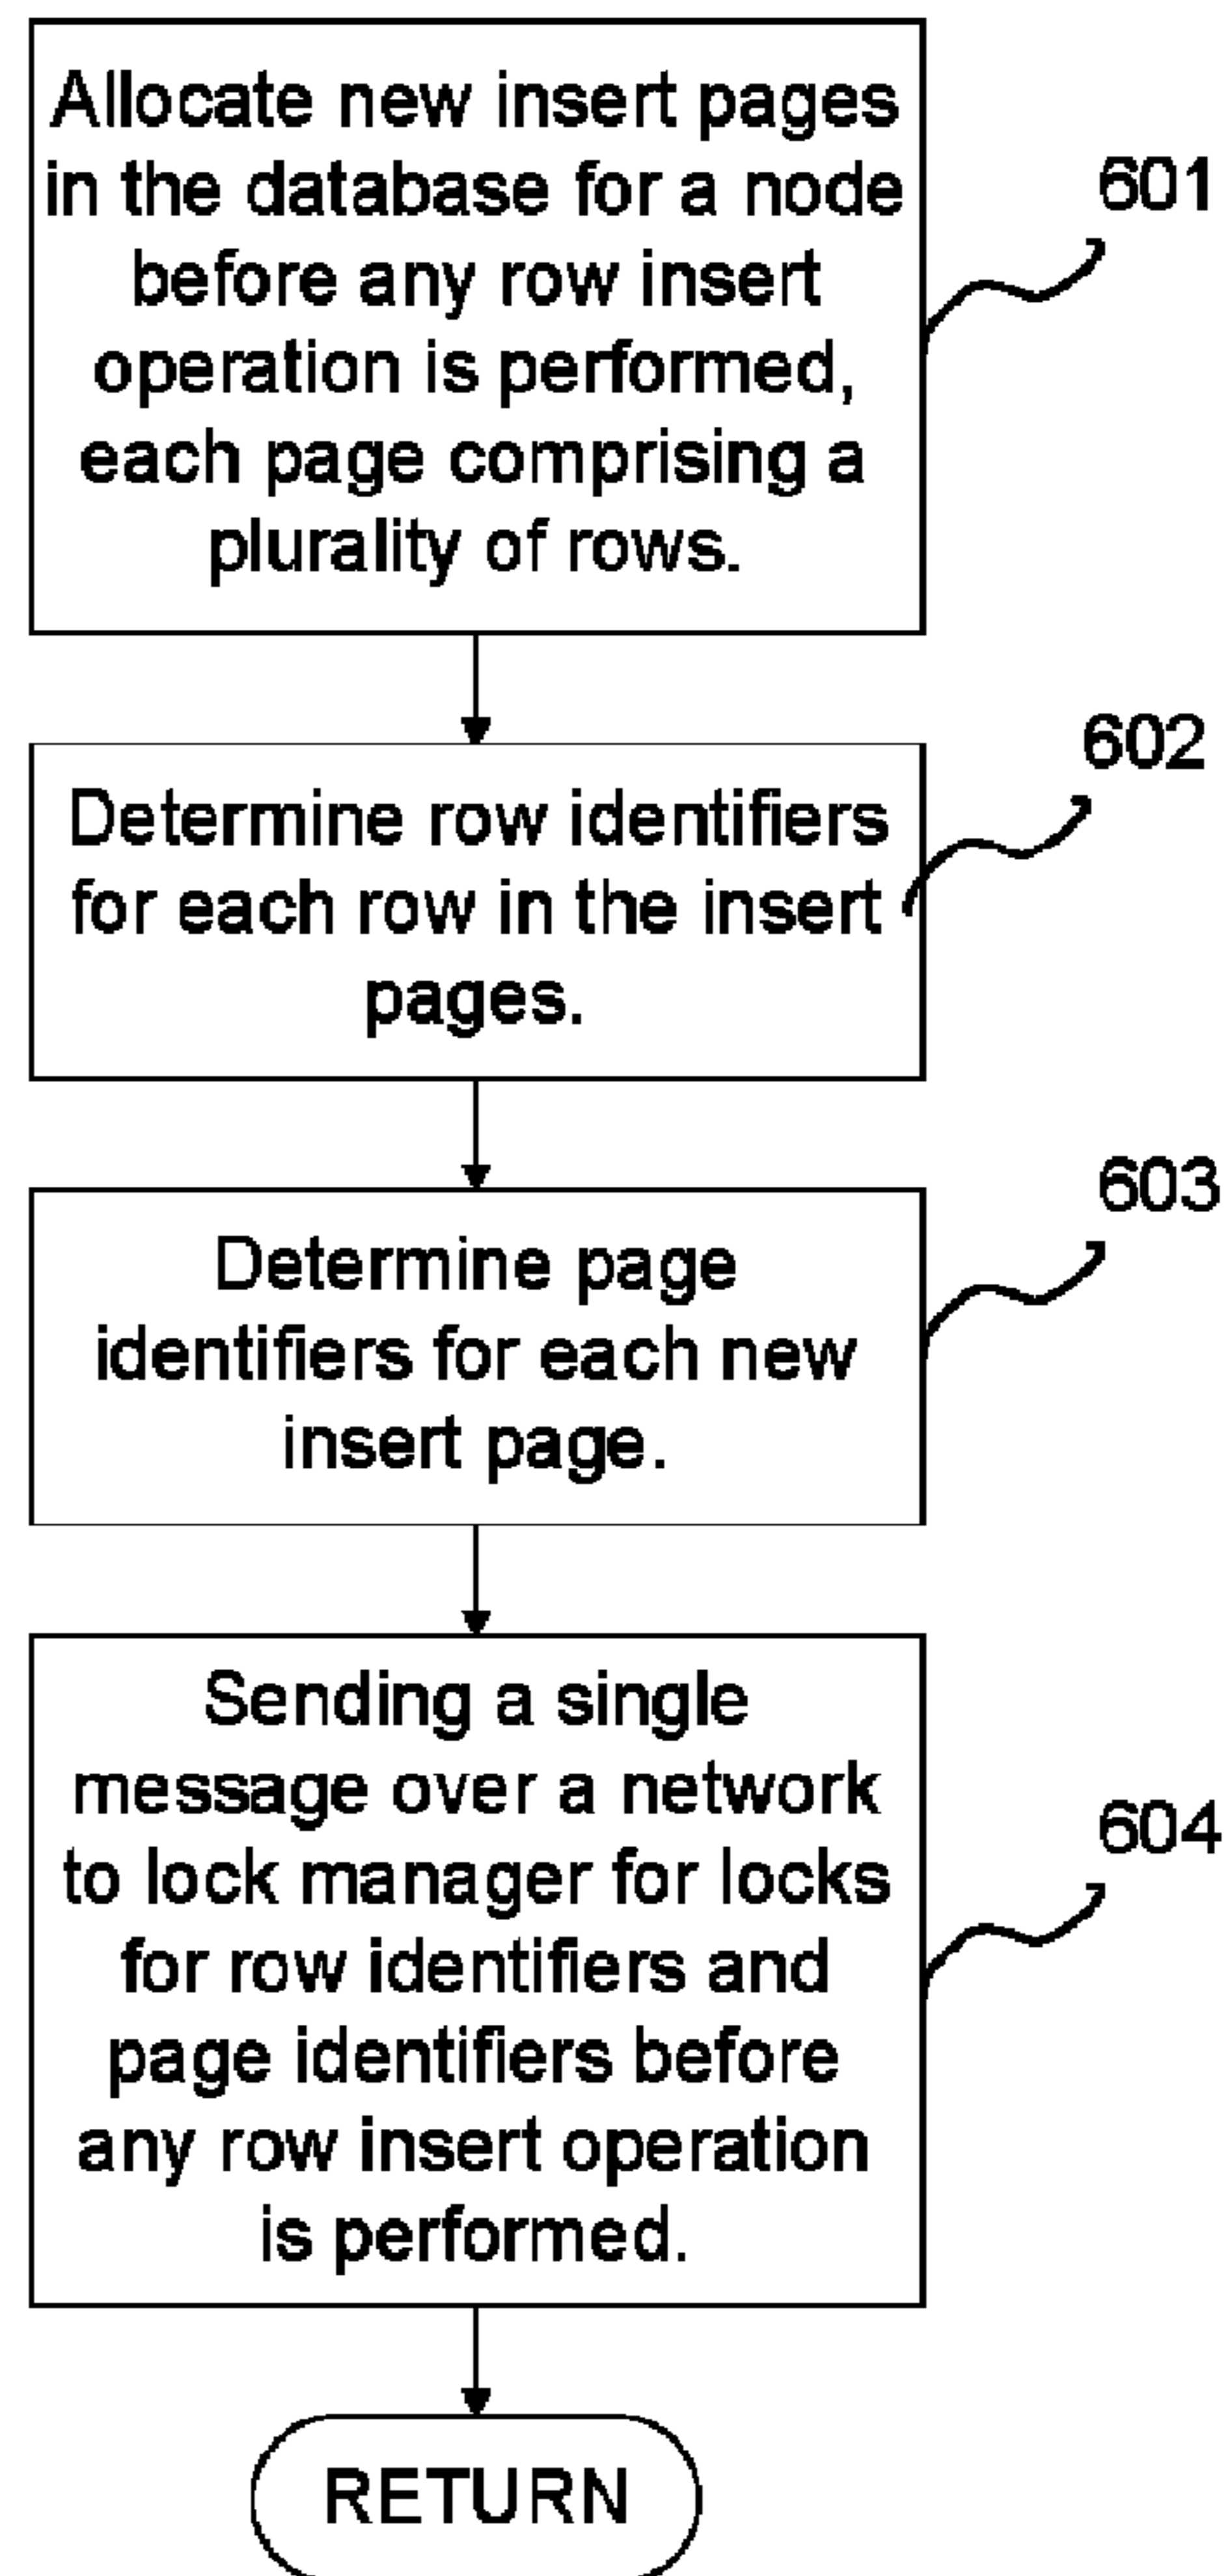 Allocate new insert pages
in the database for a node
before any row insert
operation is performed,
each page comprising a
plurality of rows.
601
Determine row identifiers
for each row in the insert
pages.
602
Determine page
identifiers for each new
insert page.
603
Sending a single
message over a network
to lock manager for locks
for row identifiers and
page identifiers before
any row insert operation
is performed.
604
RETURN